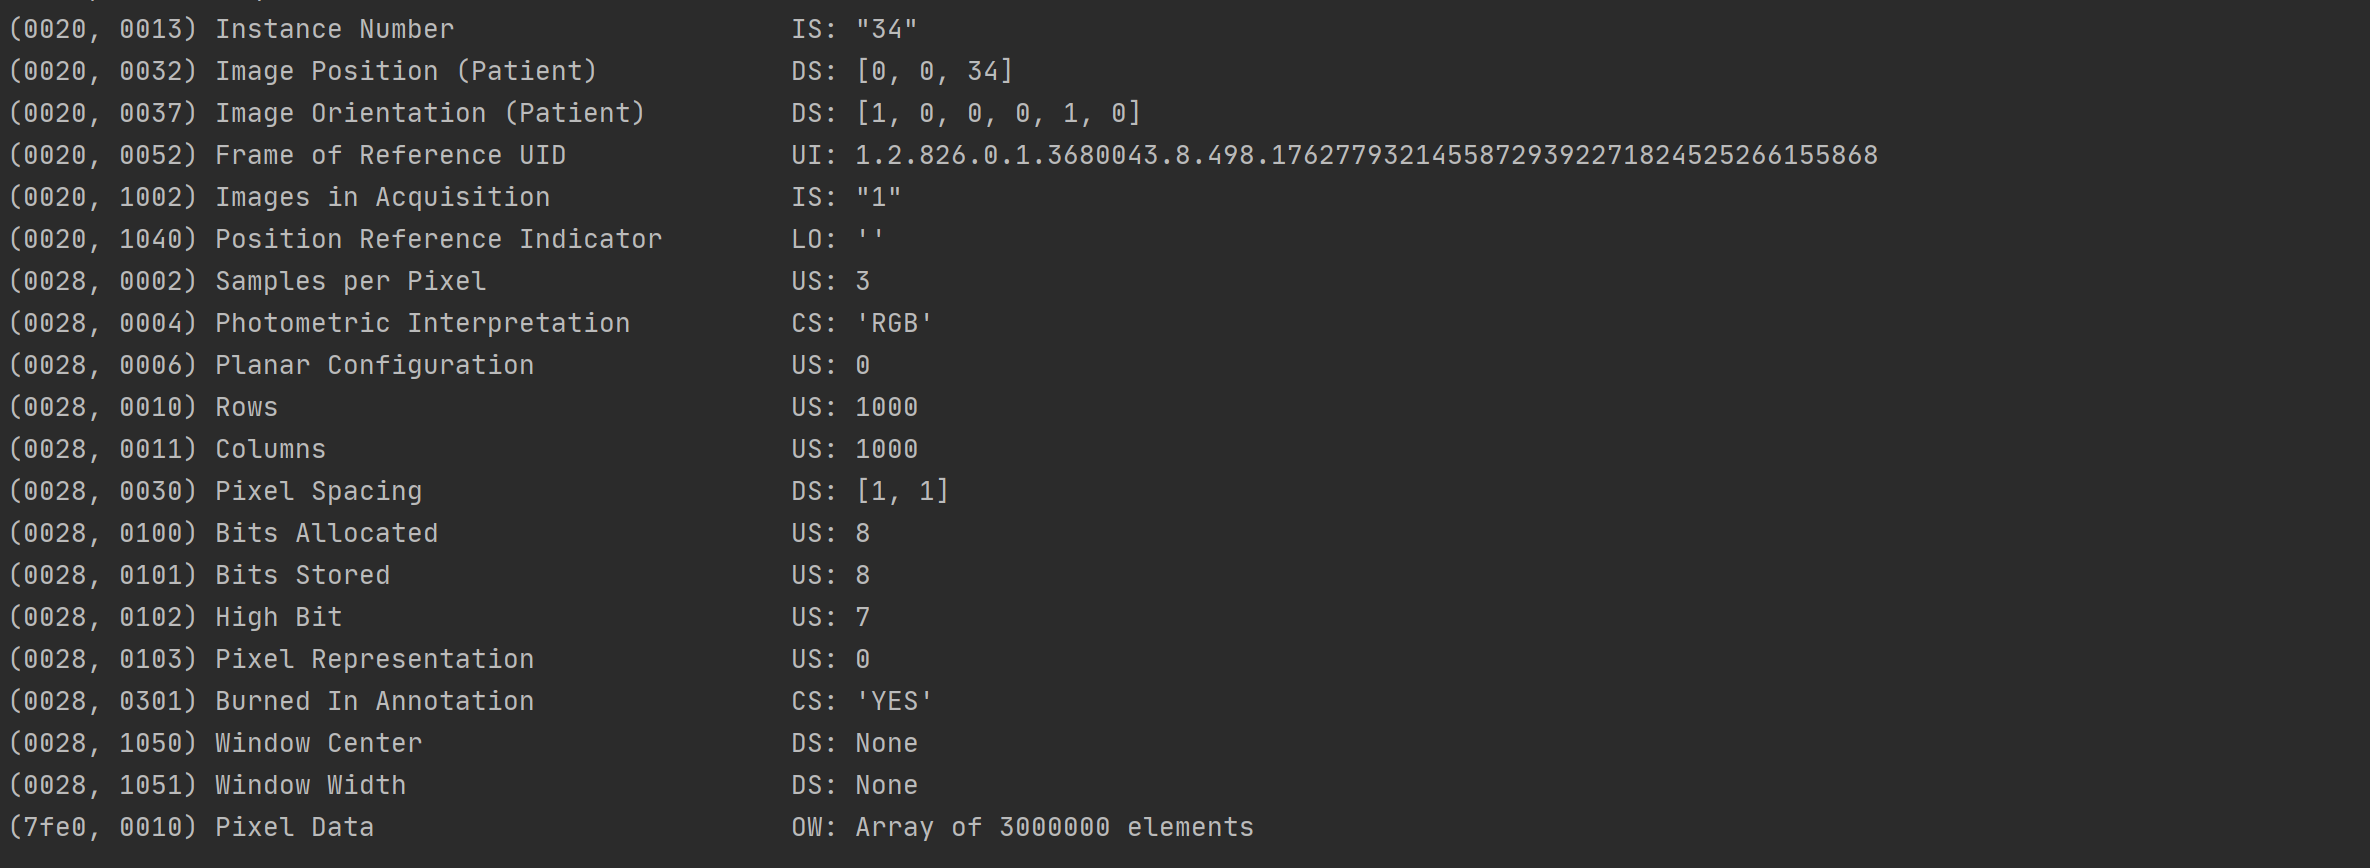 (0020, 0013) Instance Number                     IS: "34"
(0020, 0032) Image Position (Patient)            DS: [0, 0, 34]
(0020, 0037) Image Orientation (Patient)         DS: [1, 0, 0, 0, 1, 0]
(0020, 0052) Frame of Reference UID              UI: 1.2.826.0.1.3680043.8.498.17627793214558729392271824525266155868
(0020, 1002) Images in Acquisition               IS: "1"
(0020, 1040) Position Reference Indicator        LO: ''
(0028, 0002) Samples per Pixel                   US: 3
(0028, 0004) Photometric Interpretation          CS: 'RGB'
(0028, 0006) Planar Configuration                US: 0
(0028, 0010) Rows                                US: 1000
(0028, 0011) Columns                             US: 1000
(0028, 0030) Pixel Spacing                       DS: [1, 1]
(0028, 0100) Bits Allocated                      US: 8
(0028, 0101) Bits Stored                         US: 8
(0028, 0102) High Bit                            US: 7
(0028, 0103) Pixel Representation                US: 0
(0028, 0301) Burned In Annotation                CS: 'YES'
(0028, 1050) Window Center                       DS: None
(0028, 1051) Window Width                        DS: None
(7fe0, 0010) Pixel Data                          OW: Array of 3000000 elements